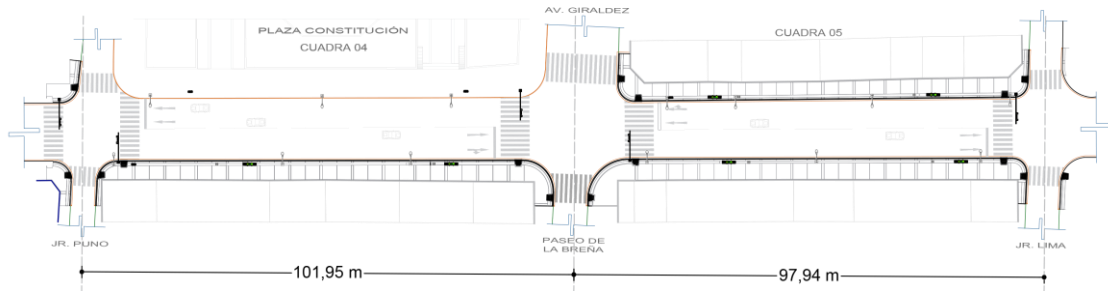 AV. GIRALDEZ
PLAZA CONSTITUCIÓN
CUADRA 04
CUADRA 05
JR. PUNO
PASEO DE
LA BREÑA
JR. LIMA
101,95 m
97,94 m